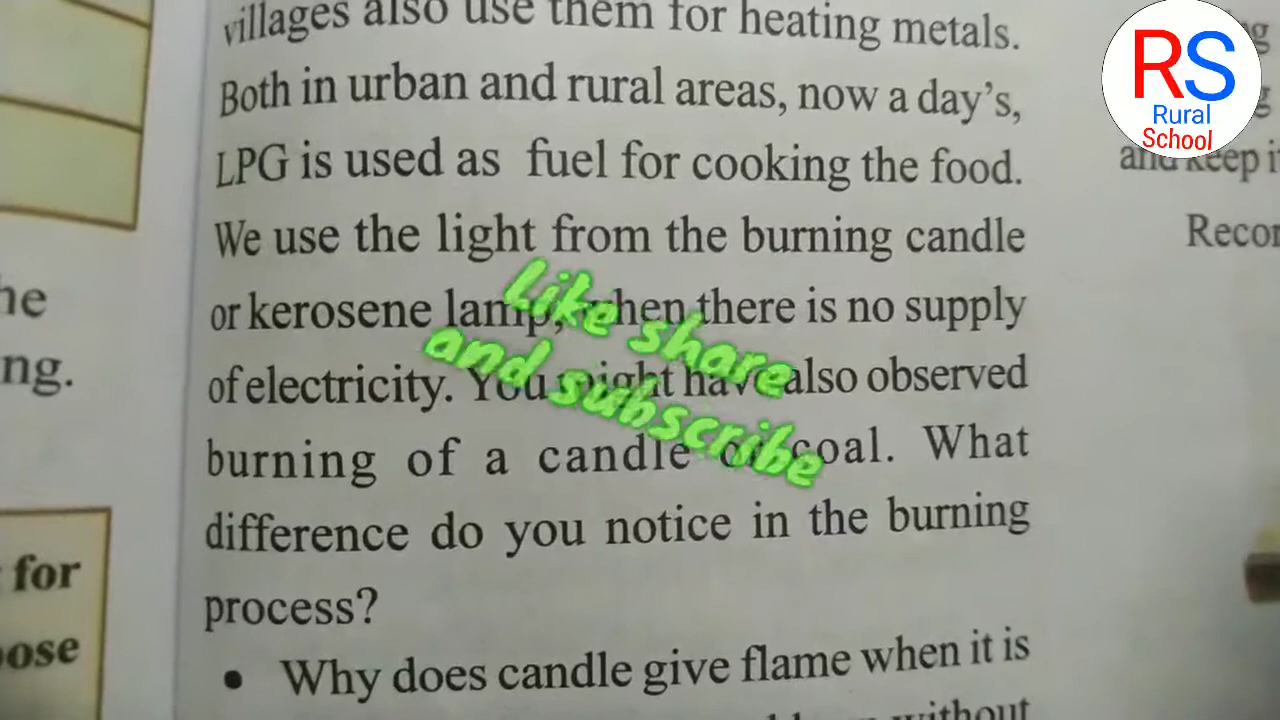 villages also use them for heating metals.
Both in urban and rural areas, now a day's,
LPG is used as fuel for cooking the food.
We use the light from the burning candle
or kerosene lamp, when there is no supply
of electricity. You might have also observed
burning of a candle or coal. What
difference do you notice in the burning
process?
• Why does candle give flame when it is
without
Like share
and subscribe
ng.
for
RS
Rural
School
and keep